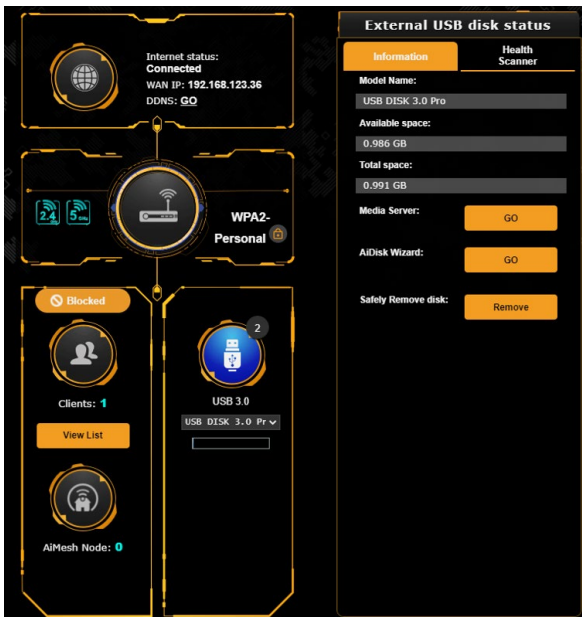 Internet status:
Connected
WAN IP: 192.168.123.36
DDNS: GO
2.4
5
WPA2-
Personal
Blocked
Clients: 1
View List
AiMesh Node: 0
2
USB 3.0
USB DISK 3.0 Pr
External USB disk status
Information
Health
Scanner
Model Name:
USB DISK 3.0 Pro
Available space:
0.986 GB
Total space:
0.991 GB
Media Server:
GO
AiDisk Wizard:
GO
Safely Remove disk:
Remove